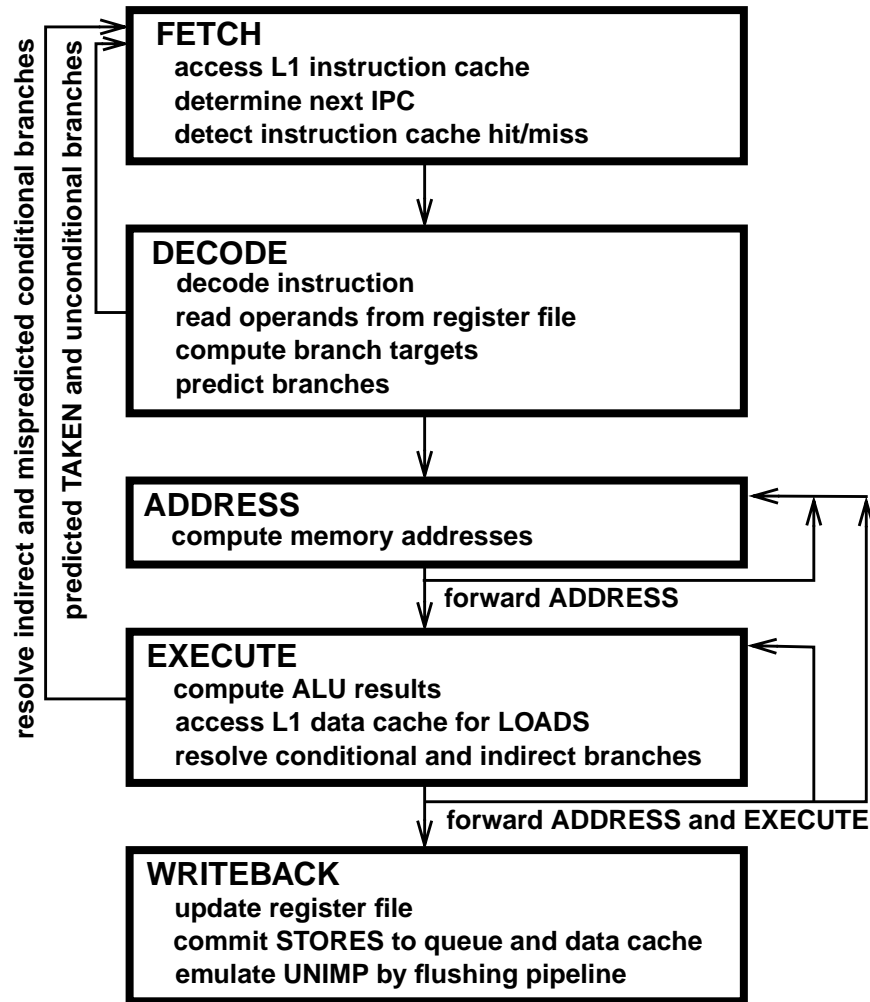 resolve indirect and mispredicted conditional branches
predicted TAKEN and unconditional branches
FETCH
access L1 instruction cache
determine next IPC
detect instruction cache hit/miss
DECODE
decode instruction
read operands from register file
compute branch targets
predict branches
ADDRESS
compute memory addresses
forward ADDRESS
EXECUTE
compute ALU results
access L1 data cache for LOADS
resolve conditional and indirect branches
forward ADDRESS and EXECUTE
WRITEBACK
update register file
commit STORES to queue and data cache
emulate UNIMP by flushing pipeline